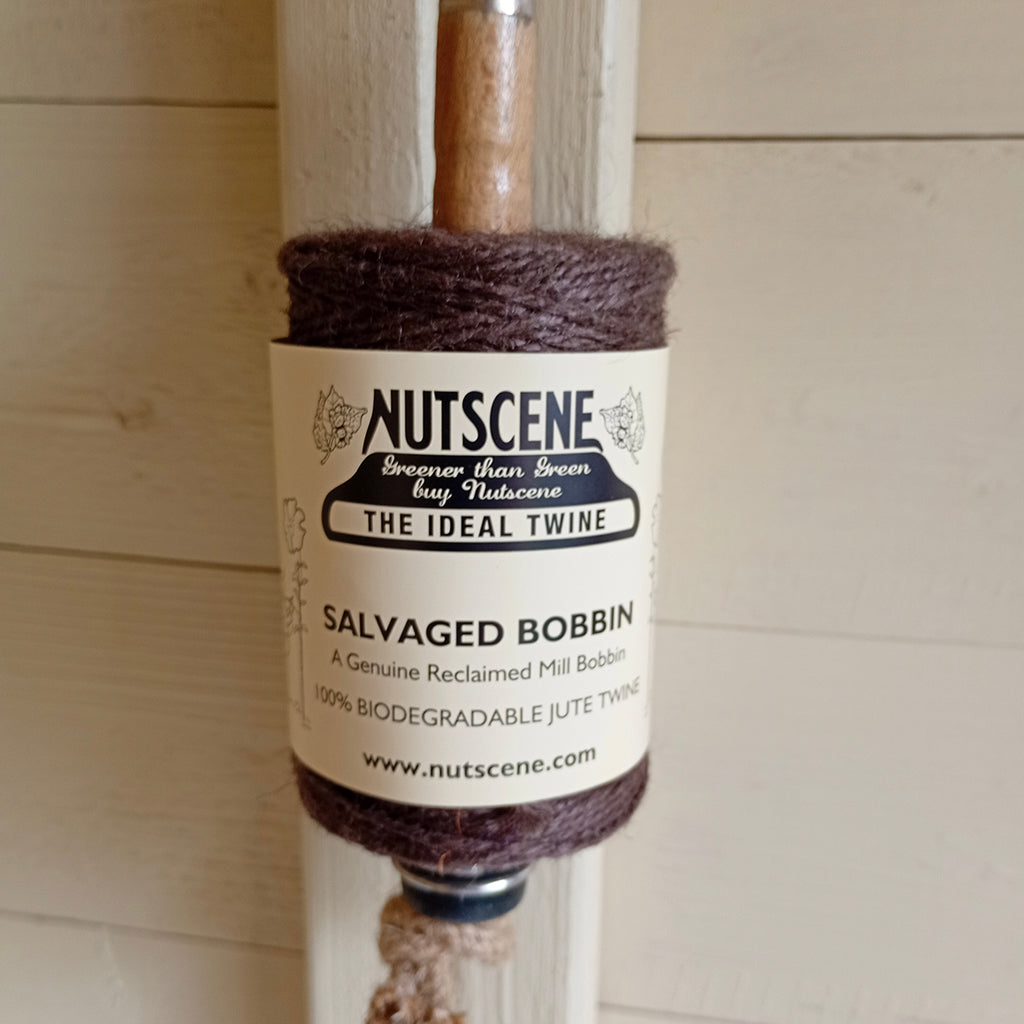 NUTSCENE
Greener than Green
buy Nutscene
THE IDEAL TWINE
SALVAGED BOBBIN
A Genuine Reclaimed Mill Bobbin
100% BIODEGRADABLE JUTE TWINE
www.nutscene.com